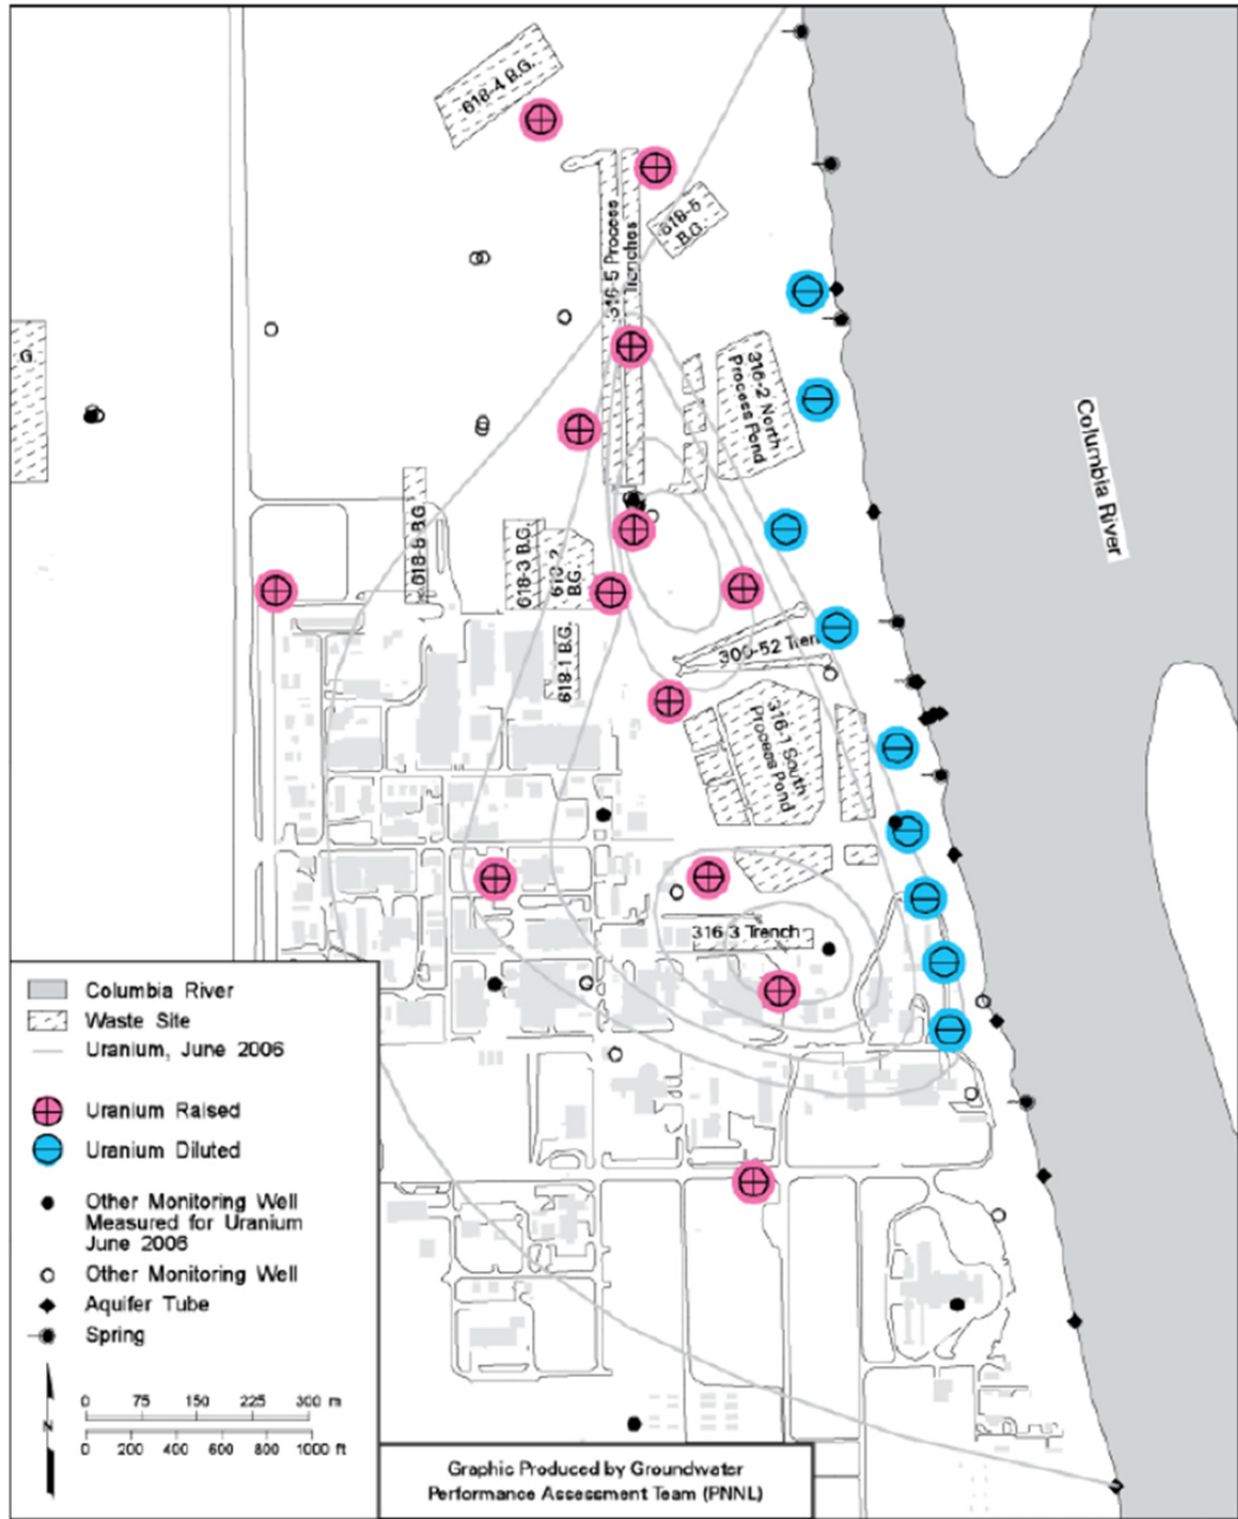 618-4 B.G.
316-5 Process
Trenches
618-5
B.G.
G
316-2 North
Process Pond
Columbia River
618-8 B.G.
618-3 B.G.
618-2
B.G.
618-1 B.G.
300-52 Tren
316-1 South
Process Pond
316-3 Trench
Columbia River
Waste Site
Uranium, June 2006
Uranium Raised
Uranium Diluted
Other Monitoring Well
Measured for Uranium
June 2006
Other Monitoring Well
Aquifer Tube
Spring
N
0 75 150 225 300 m
0 200 400 600 800 1000 ft
Graphic Produced by Groundwater
Performance Assessment Team (PNNL)